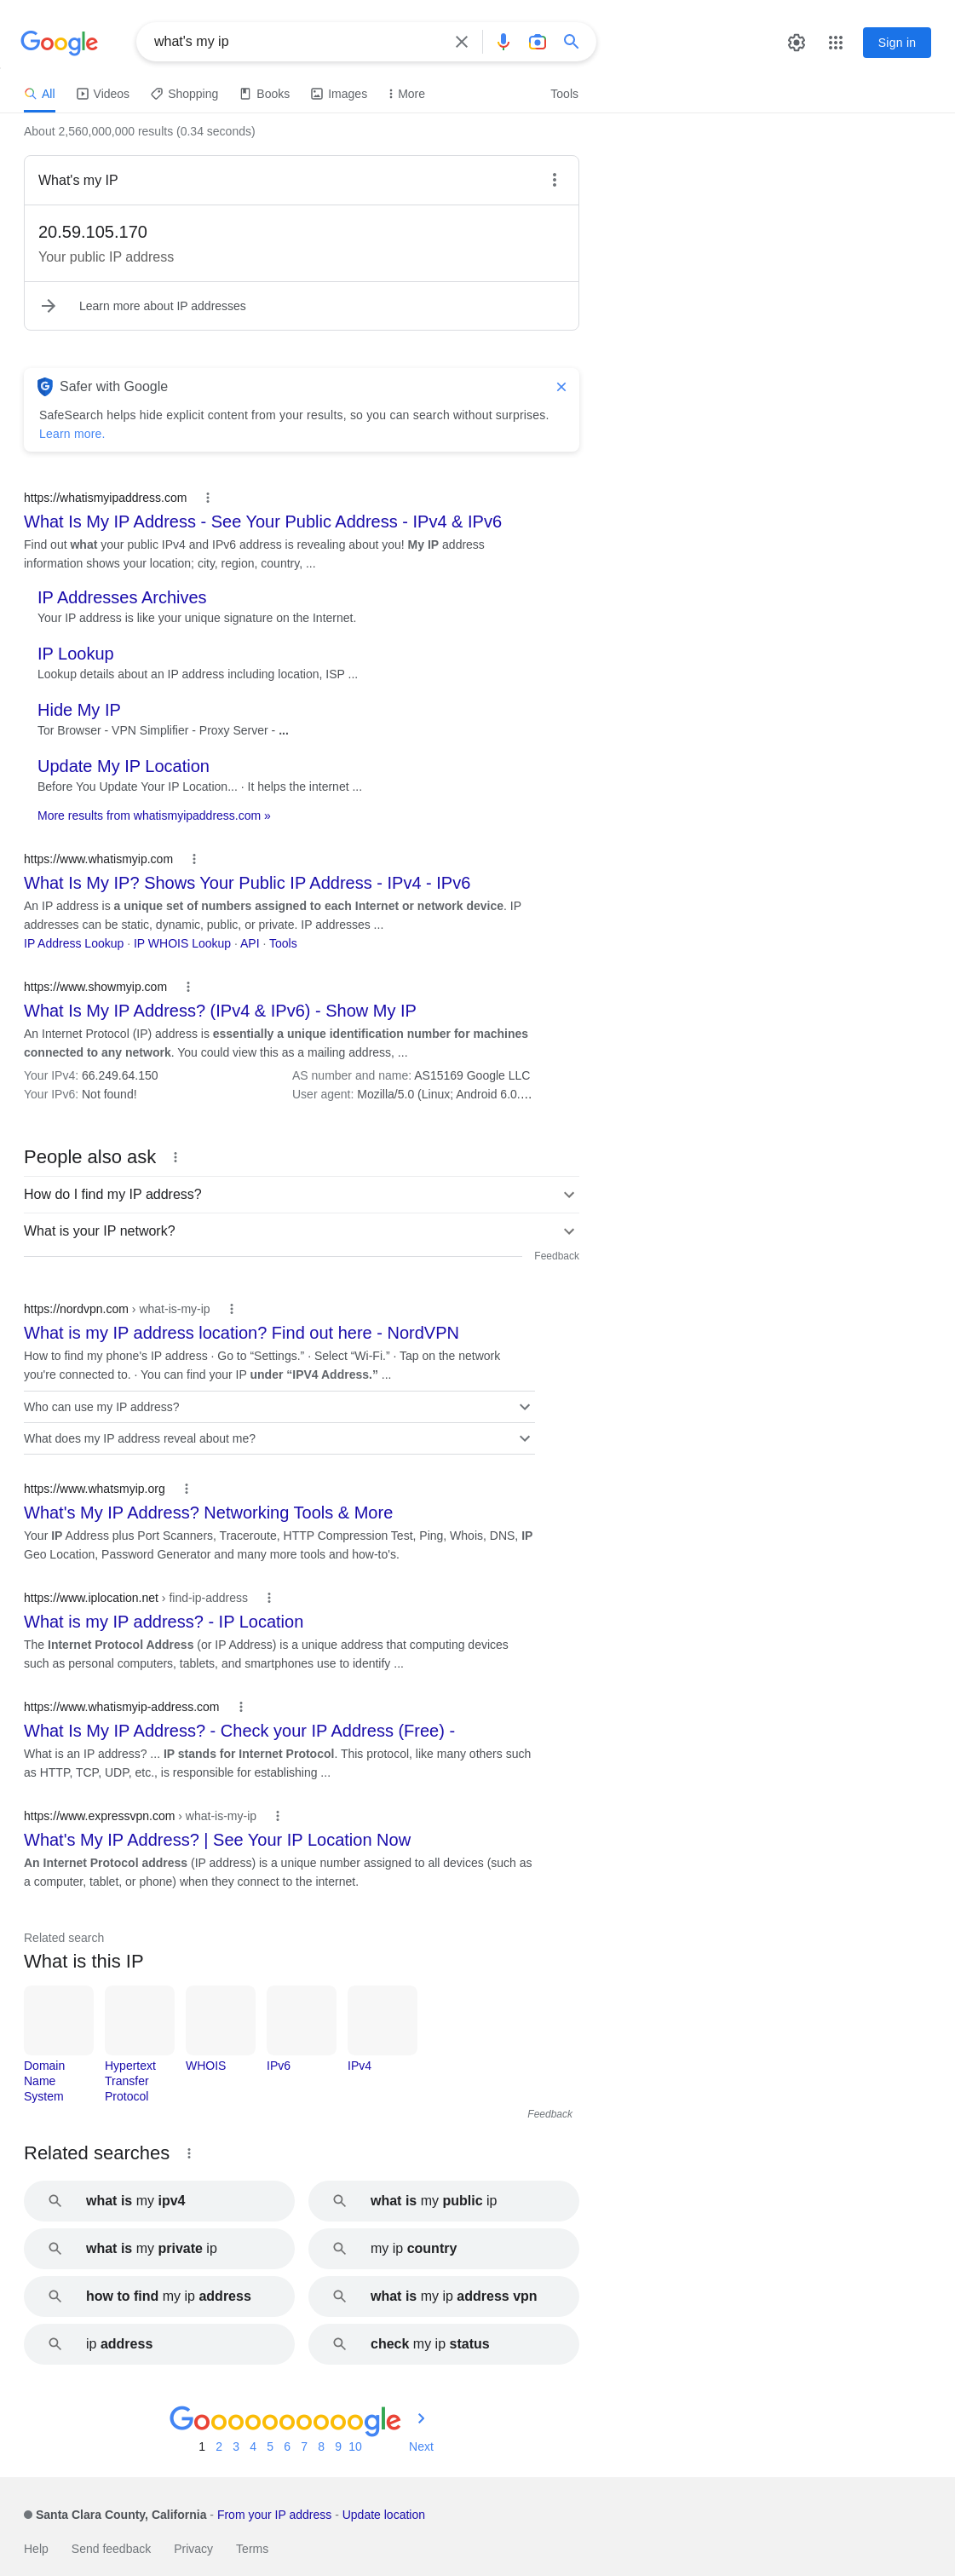 Google
what's my ip
Sign in
All
Videos
Shopping
Books
Images
More
Tools
About 2,560,000,000 results (0.34 seconds)
What's my IP
20.59.105.170
Your public IP address
Learn more about IP addresses
Safer with Google
SafeSearch helps hide explicit content from your results, so you can search without surprises.
Learn more.
https://whatismyipaddress.com
What Is My IP Address - See Your Public Address - IPv4 & IPv6
Find out what your public IPv4 and IPv6 address is revealing about you! My IP address
information shows your location; city, region, country, ...
IP Addresses Archives
Your IP address is like your unique signature on the Internet.
IP Lookup
Lookup details about an IP address including location, ISP ...
Hide My IP
Tor Browser - VPN Simplifier - Proxy Server - ...
Update My IP Location
Before You Update Your IP Location... · It helps the internet ...
More results from whatismyipaddress.com »
https://www.whatismyip.com
What Is My IP? Shows Your Public IP Address - IPv4 - IPv6
An IP address is a unique set of numbers assigned to each Internet or network device. IP
addresses can be static, dynamic, public, or private. IP addresses ...
IP Address Lookup · IP WHOIS Lookup · API · Tools
https://www.showmyip.com
What Is My IP Address? (IPv4 & IPv6) - Show My IP
An Internet Protocol (IP) address is essentially a unique identification number for machines
connected to any network. You could view this as a mailing address, ...
Your IPv4: 66.249.64.150
AS number and name: AS15169 Google LLC
Your IPv6: Not found!
User agent: Mozilla/5.0 (Linux; Android 6.0.…
People also ask
How do I find my IP address?
What is your IP network?
Feedback
https://nordvpn.com › what-is-my-ip
What is my IP address location? Find out here - NordVPN
How to find my phone's IP address · Go to “Settings.” · Select “Wi-Fi.” · Tap on the network
you're connected to. · You can find your IP under “IPV4 Address.” ...
Who can use my IP address?
What does my IP address reveal about me?
https://www.whatsmyip.org
What's My IP Address? Networking Tools & More
Your IP Address plus Port Scanners, Traceroute, HTTP Compression Test, Ping, Whois, DNS, IP
Geo Location, Password Generator and many more tools and how-to's.
https://www.iplocation.net › find-ip-address
What is my IP address? - IP Location
The Internet Protocol Address (or IP Address) is a unique address that computing devices
such as personal computers, tablets, and smartphones use to identify ...
https://www.whatismyip-address.com
What Is My IP Address? - Check your IP Address (Free) -
What is an IP address? ... IP stands for Internet Protocol. This protocol, like many others such
as HTTP, TCP, UDP, etc., is responsible for establishing ...
https://www.expressvpn.com › what-is-my-ip
What's My IP Address? | See Your IP Location Now
An Internet Protocol address (IP address) is a unique number assigned to all devices (such as
a computer, tablet, or phone) when they connect to the internet.
Related search
What is this IP
Domain
Name
System
Hypertext
Transfer
Protocol
WHOIS
IPv6
IPv4
Feedback
Related searches
what is my ipv4
what is my public ip
what is my private ip
my ip country
how to find my ip address
what is my ip address vpn
ip address
check my ip status
Goooooooooogle
1 2 3 4 5 6 7 8 9 10 Next
Santa Clara County, California - From your IP address - Update location
Help
Send feedback
Privacy
Terms